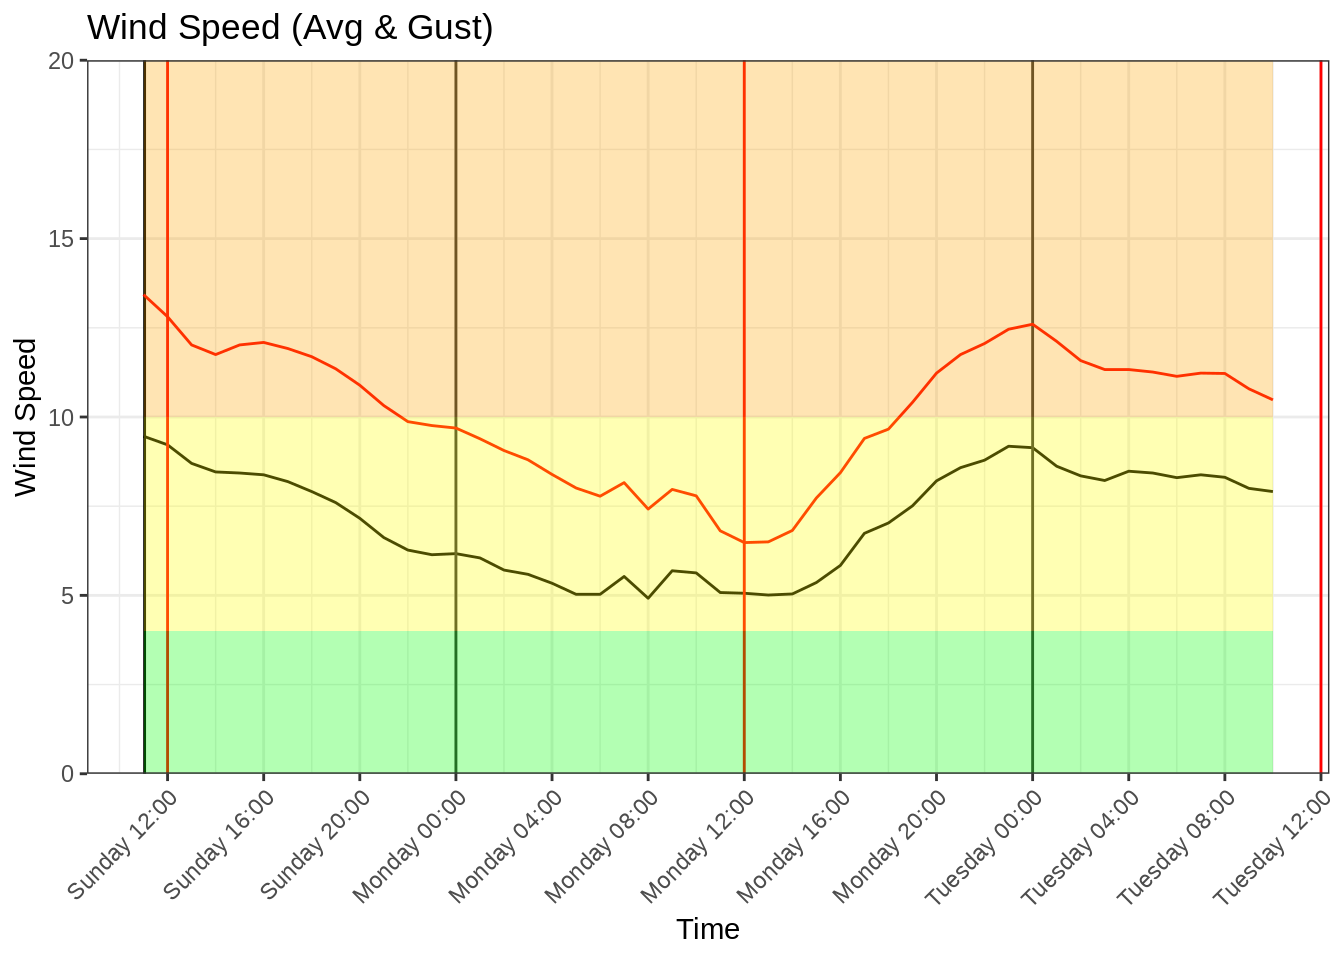 Wind Speed (Avg & Gust)
20
15
10
5
0
Wind Speed
Sunday 12:00
Sunday 16:00
Sunday 20:00
Monday 00:00
Monday 04:00
Monday 08:00
Monday 12:00
Monday 16:00
Monday 20:00
Tuesday 00:00
Tuesday 04:00
Tuesday 08:00
Tuesday 12:00
Time